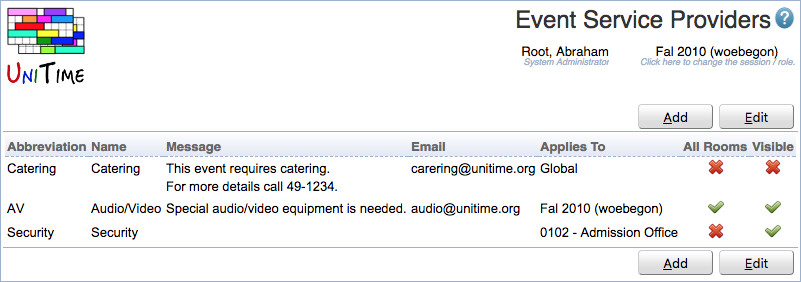 Event Service Providers ?
UNITIME
Root, Abraham Fal 2010 (woebegon)
System Administrator Click here to change the session / role.
Add Edit
Abbreviation Name Message Email Applies To All Rooms Visible
Catering Catering This event requires catering. carering@unitime.org Global
For more details call 49-1234.
AV Audio/Video Special audio/video equipment is needed. audio@unitime.org Fal 2010 (woebegon)
Security Security 0102 - Admission Office
Add Edit